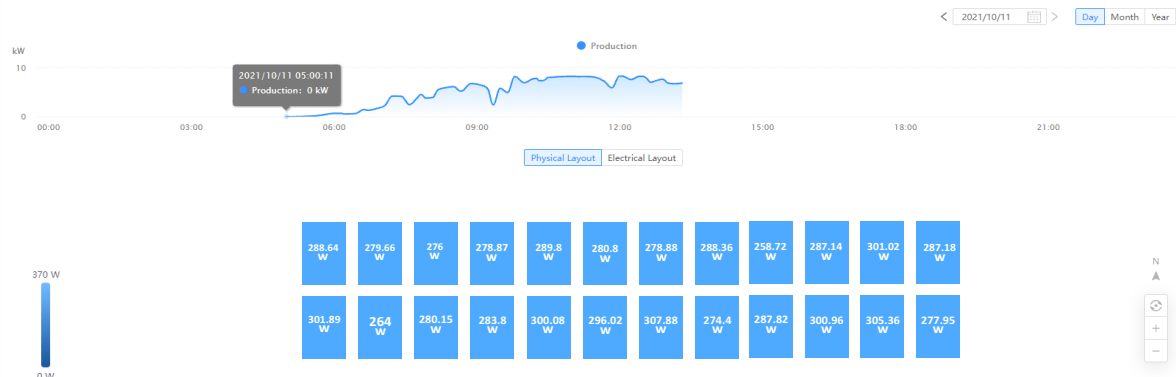 < 2021/10/11 > Day Month Year
Production
kW
10
2021/10/11 05:00:11
Production: 0 kW
0
00:00 03:00 06:00 09:00 12:00 15:00 18:00 21:00
Physical Layout Electrical Layout
288.64 W 279.66 W 276 W 278.87 W 289.8 W 280.8 W 278.88 W 288.36 W 258.72 W 287.14 W 301.02 W 287.18 W
N
370 W
301.89 W 264 W 280.15 W 283.8 W 300.08 W 296.02 W 307.88 W 274.4 W 287.82 W 300.96 W 305.36 W 277.95 W
+
−
0 W